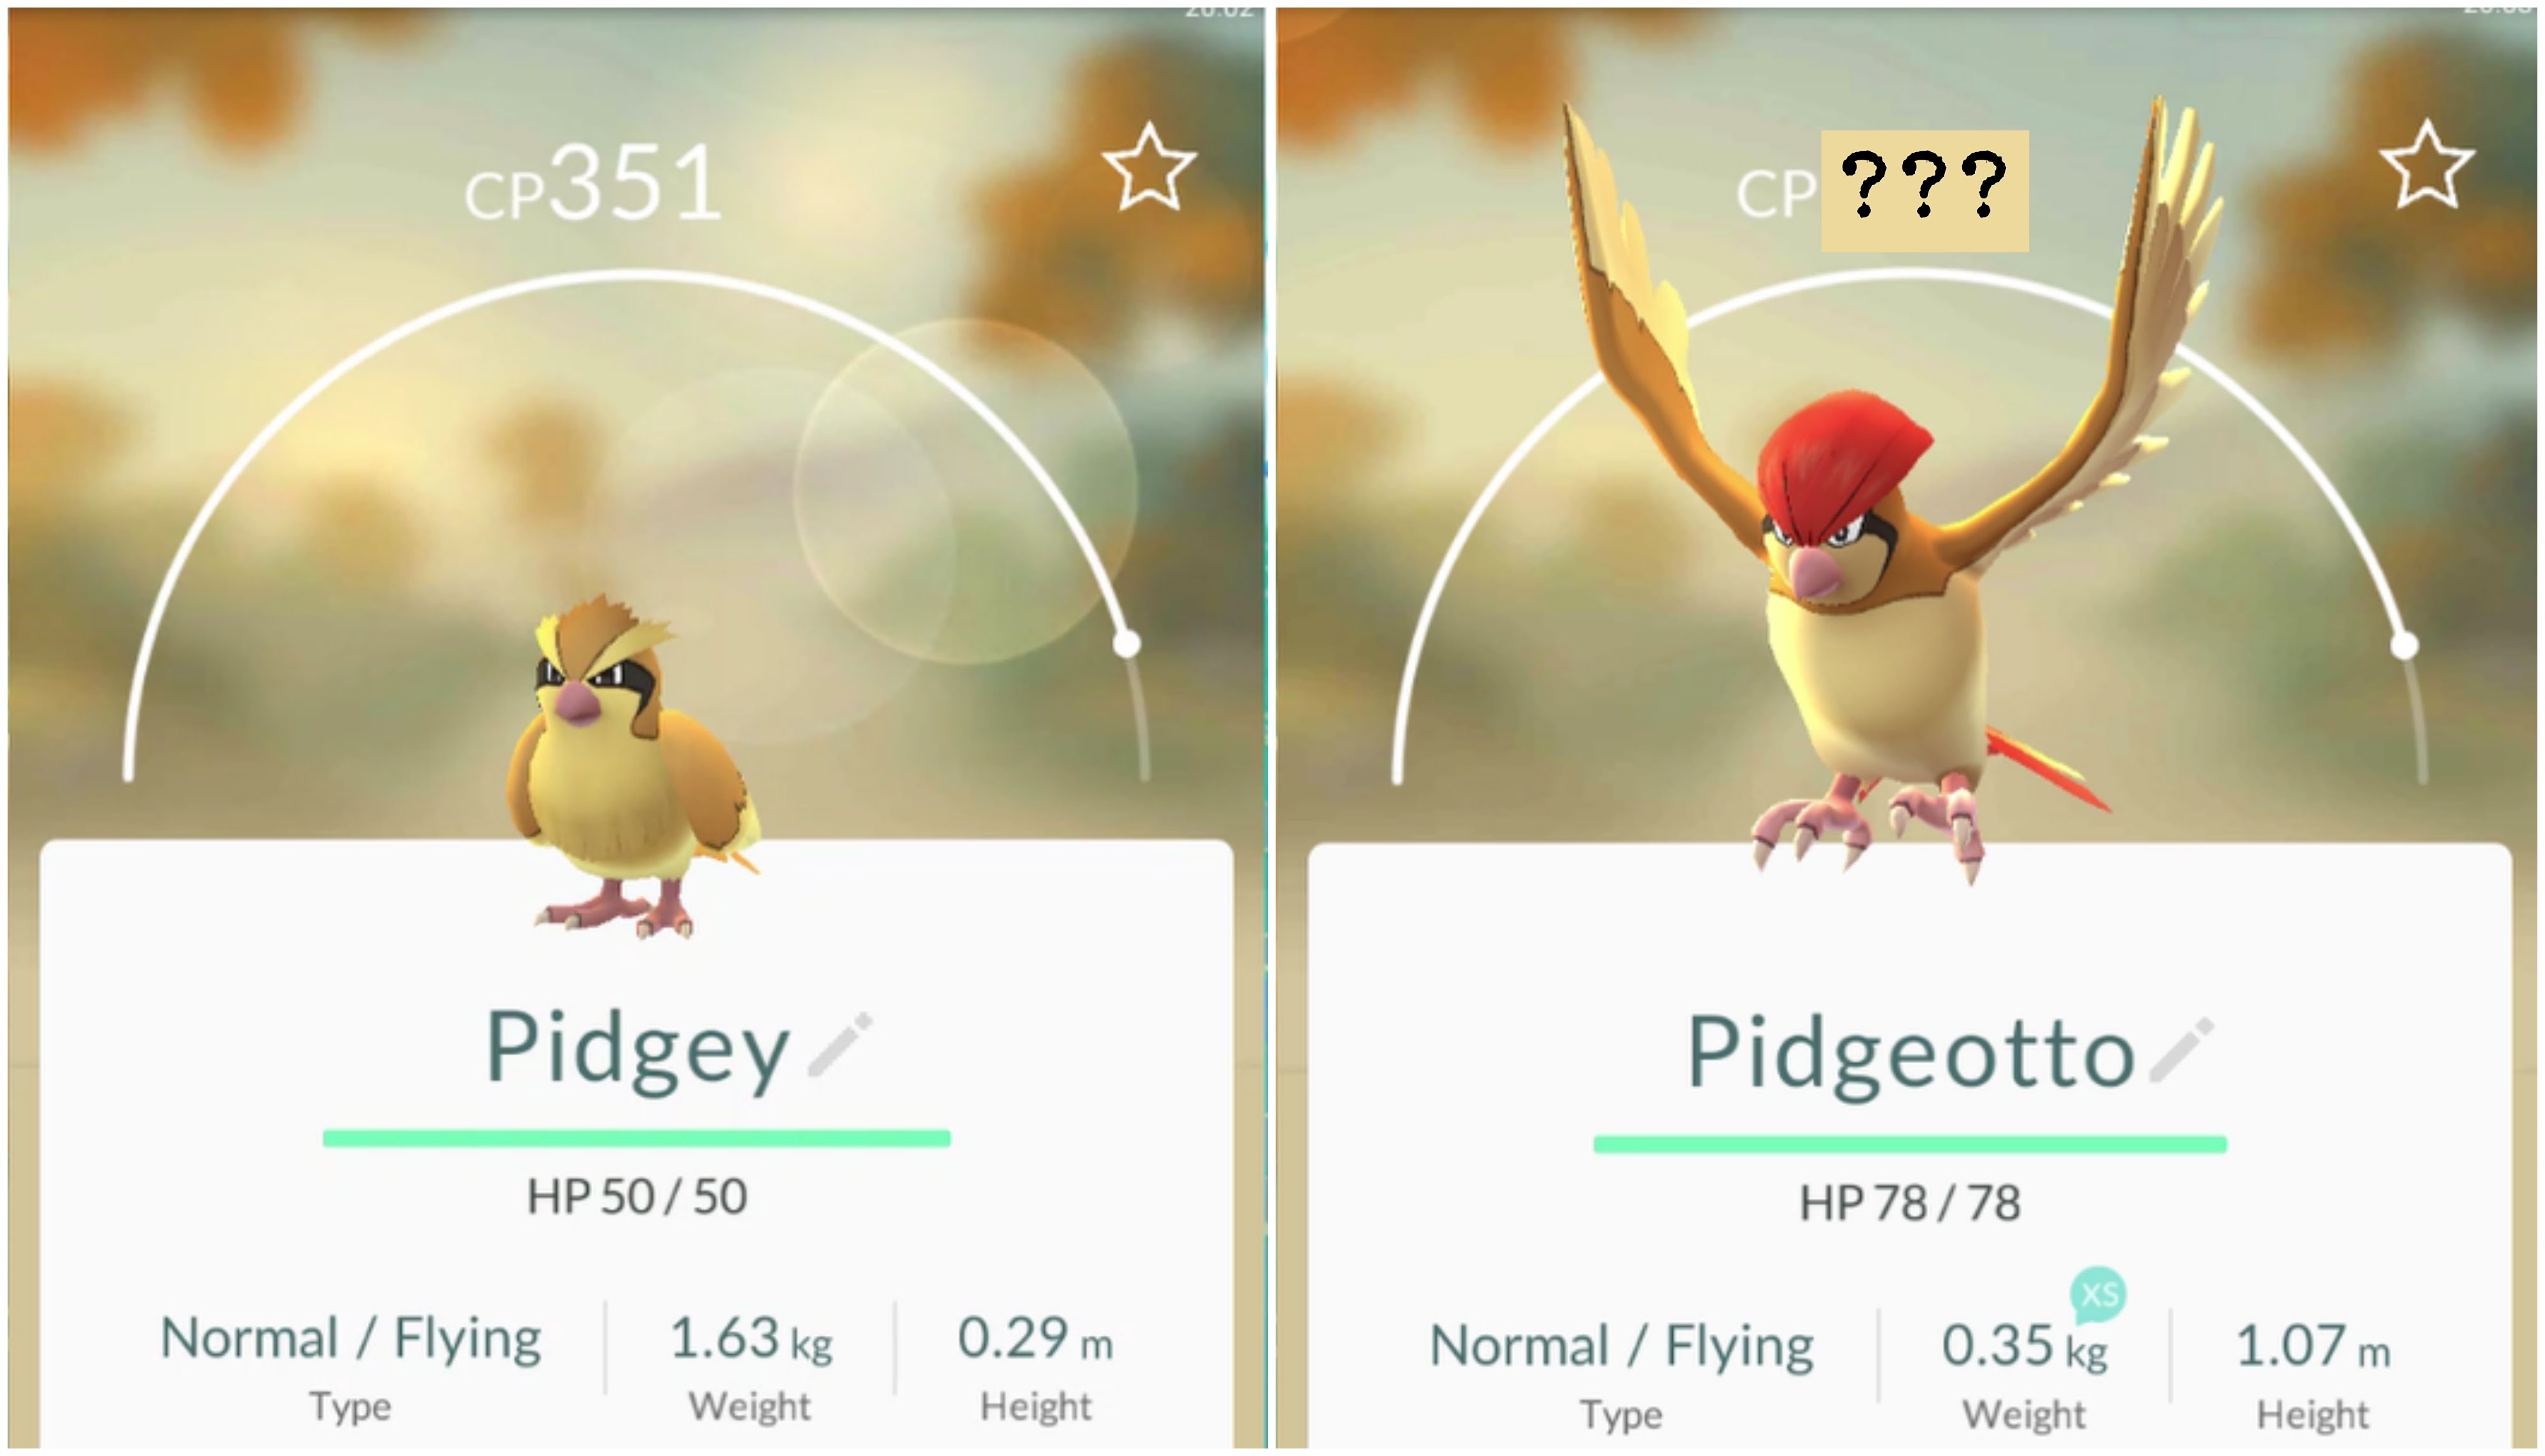 CP351
Pidgey
HP 50 / 50
Normal / Flying
1.63 kg
0.29 m
Type
Weight
Height
CP ???
Pidgeotto
HP 78 / 78
XS
Normal / Flying
0.35 kg
1.07 m
Type
Weight
Height